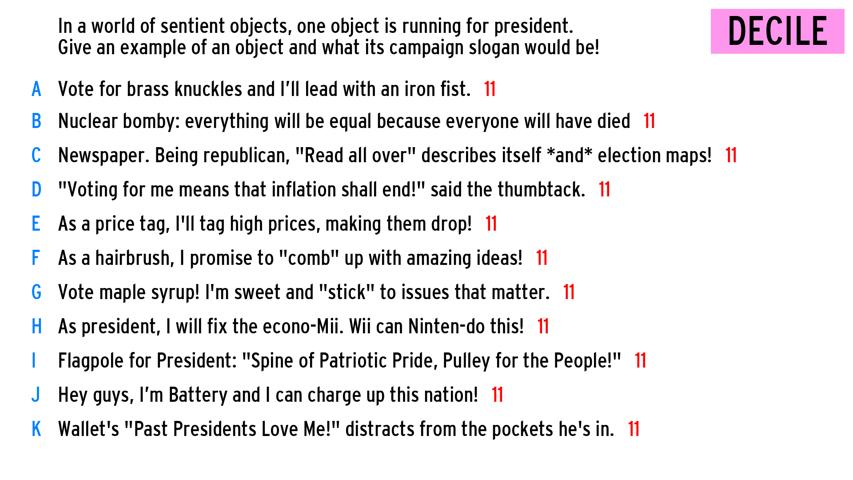 In a world of sentient objects, one object is running for president.
Give an example of an object and what its campaign slogan would be!
DECILE
A Vote for brass knuckles and I'll lead with an iron fist. 11
B Nuclear bomby: everything will be equal because everyone will have died 11
C Newspaper. Being republican, "Read all over" describes itself *and* election maps! 11
D "Voting for me means that inflation shall end!" said the thumbtack. 11
E As a price tag, I'll tag high prices, making them drop! 11
F As a hairbrush, I promise to "comb" up with amazing ideas! 11
G Vote maple syrup! I'm sweet and "stick" to issues that matter. 11
H As president, I will fix the econo-Mii. Wii can Ninten-do this! 11
I Flagpole for President: "Spine of Patriotic Pride, Pulley for the People!" 11
J Hey guys, I'm Battery and I can charge up this nation! 11
K Wallet's "Past Presidents Love Me!" distracts from the pockets he's in. 11